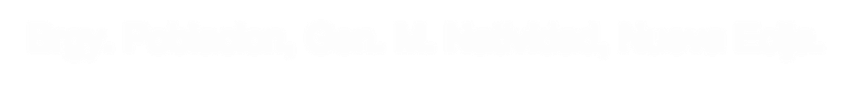 Brgy. Poblacion, Gen. M. Natividad, Nueva Ecija